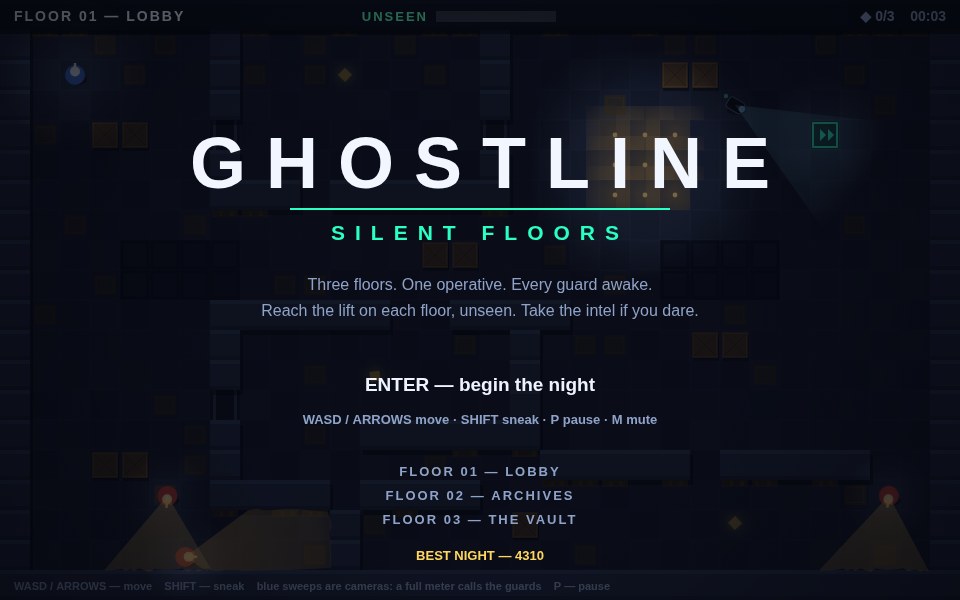 FLOOR 01 — LOBBY
UNSEEN
◆ 0/3 00:03
GHOSTLINE
SILENT FLOORS
Three floors. One operative. Every guard awake.
Reach the lift on each floor, unseen. Take the intel if you dare.
ENTER — begin the night
WASD / ARROWS move · SHIFT sneak · P pause · M mute
FLOOR 01 — LOBBY
FLOOR 02 — ARCHIVES
FLOOR 03 — THE VAULT
BEST NIGHT — 4310
WASD / ARROWS — move SHIFT — sneak blue sweeps are cameras: a full meter calls the guards P — pause